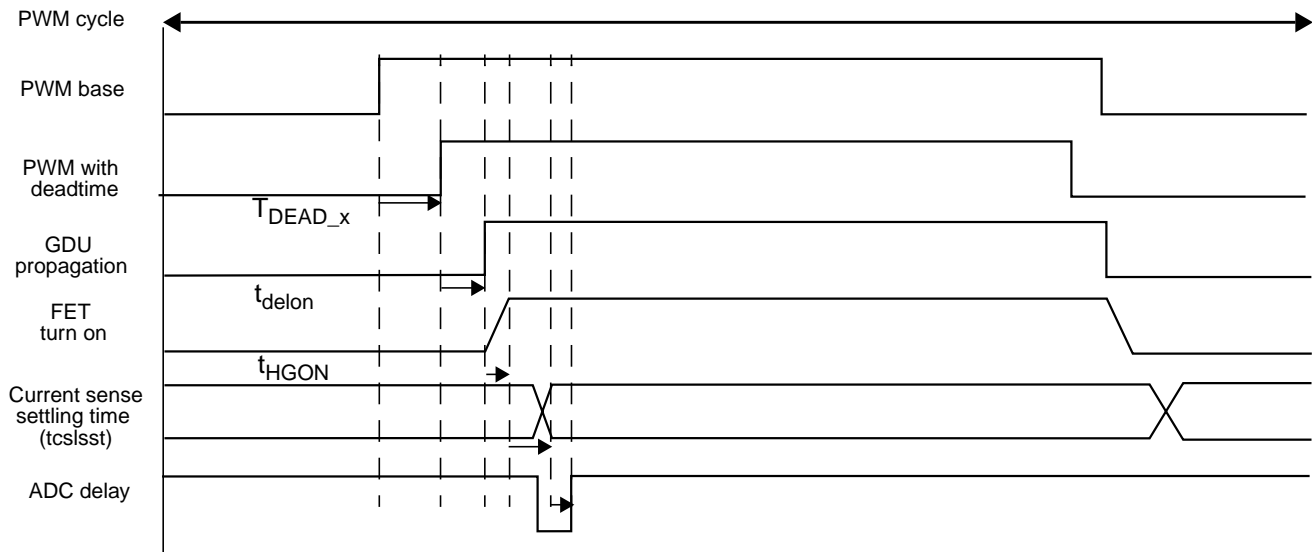 PWM cycle
PWM base
PWM with
deadtime
TDEAD_x
GDU
propagation
tdelon
FET
turn on
tHGON
Current sense
settling time
(tcslsst)
ADC delay